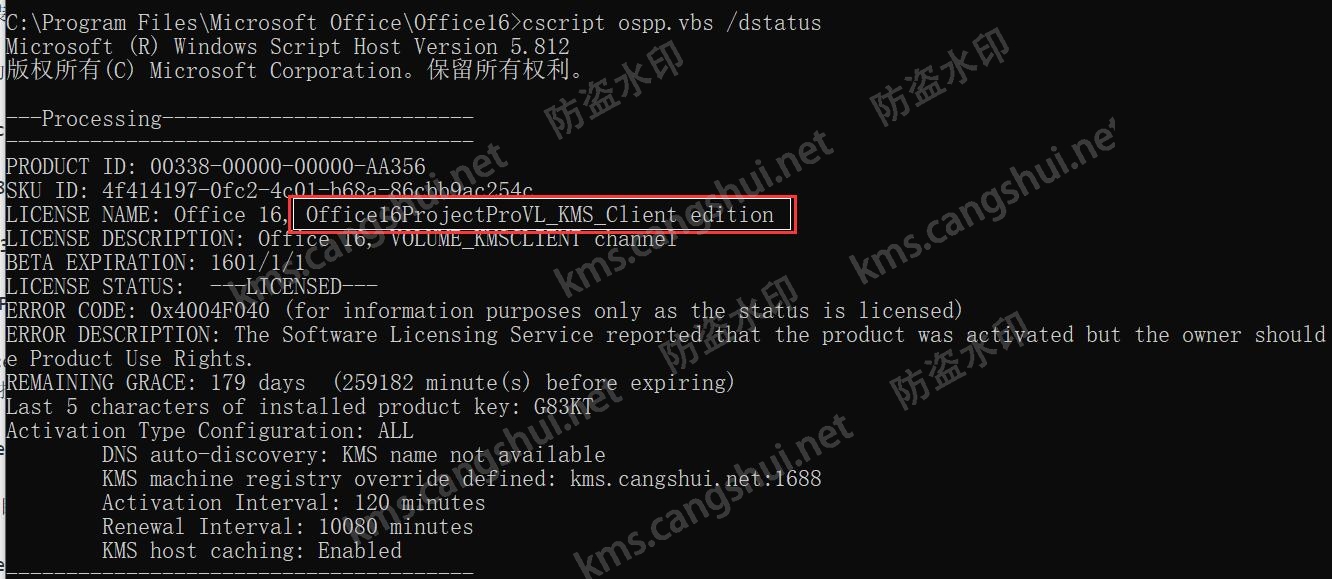 C:\Program Files\Microsoft Office\Office16>cscript ospp.vbs /dstatus
Microsoft (R) Windows Script Host Version 5.812
版权所有(C) Microsoft Corporation。保留所有权利。
---Processing--------------------------
---------------------------------------
PRODUCT ID: 00338-00000-00000-AA356
SKU ID: 4f414197-0fc2-4c01-b68a-86cbb9ac254c
LICENSE NAME: Office 16, Office16ProjectProVL_KMS_Client edition
LICENSE DESCRIPTION: Office 16, VOLUME_KMSCLIENT channel
BETA EXPIRATION: 1601/1/1
LICENSE STATUS:  ---LICENSED---
ERROR CODE: 0x4004F040 (for information purposes only as the status is licensed)
ERROR DESCRIPTION: The Software Licensing Service reported that the product was activated but the owner should
e Product Use Rights.
REMAINING GRACE: 179 days  (259182 minute(s) before expiring)
Last 5 characters of installed product key: G83KT
Activation Type Configuration: ALL
        DNS auto-discovery: KMS name not available
        KMS machine registry override defined: kms.cangshui.net:1688
        Activation Interval: 120 minutes
        Renewal Interval: 10080 minutes
        KMS host caching: Enabled
---------------------------------------
防盗水印
防盗水印
kms.cangshui.net
kms.cangshui.net
kms.cangshui.net
防盗水印
防盗水印
kms.cangshui.net
kms.cangshui.net